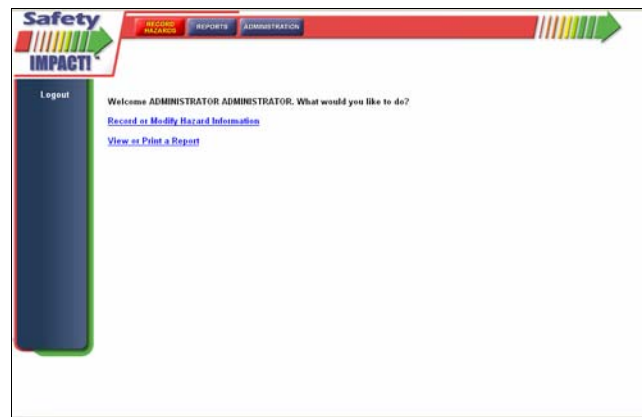 Safety
IMPACT!
RECORD HAZARDS
REPORTS
ADMINISTRATION
Logout
Welcome ADMINISTRATOR ADMINISTRATOR. What would you like to do?
Record or Modify Hazard Information
View or Print a Report